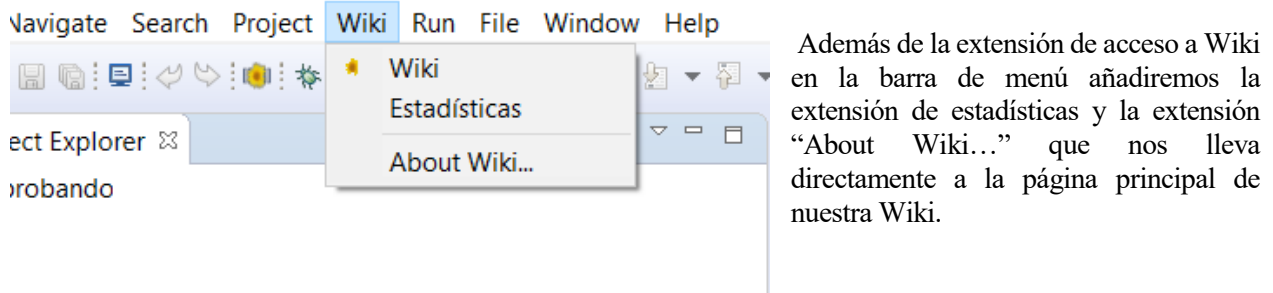 Navigate Search Project Wiki Run File Window Help
Wiki
Estadísticas
About Wiki...
ect Explorer
probando
Además de la extensión de acceso a Wiki
en la barra de menú añadiremos la
extensión de estadísticas y la extensión
“About Wiki…” que nos lleva
directamente a la página principal de
nuestra Wiki.